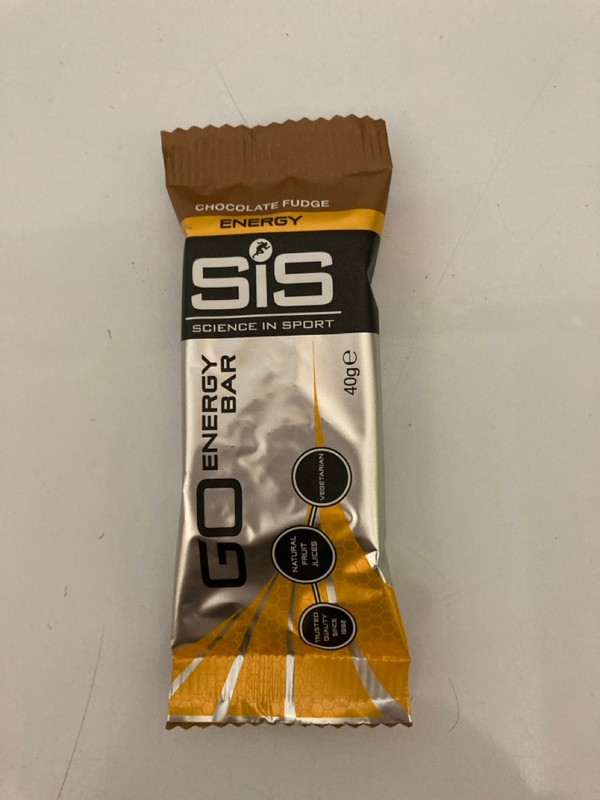 CHOCOLATE FUDGE
ENERGY
SiS
SCIENCE IN SPORT
GO ENERGY
BAR
40g℮
VEGETARIAN
NATURAL
FRUIT
JUICES
TRUSTED
QUALITY
SINCE
1992